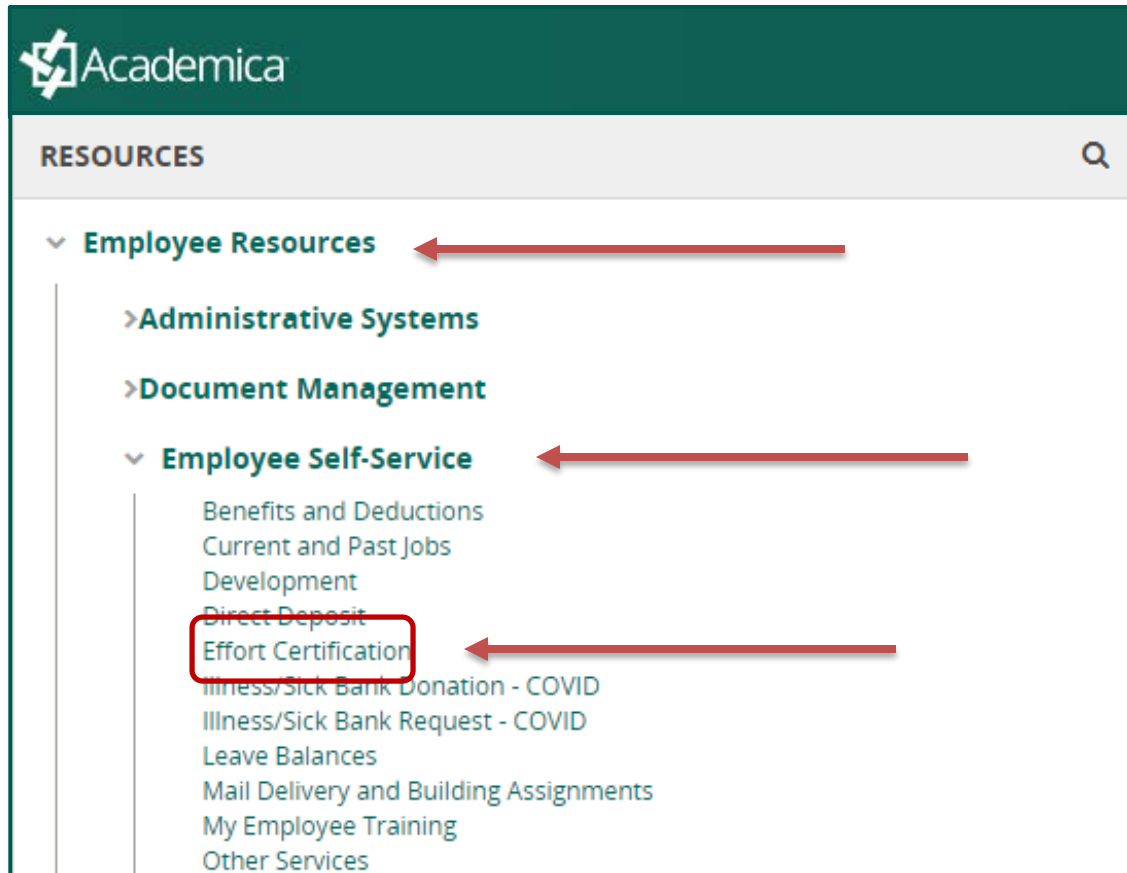 Academica
RESOURCES
Employee Resources
>Administrative Systems
>Document Management
Employee Self-Service
Benefits and Deductions
Current and Past Jobs
Development
Direct Deposit
Effort Certification
Illness/Sick Bank Donation - COVID
Illness/Sick Bank Request - COVID
Leave Balances
Mail Delivery and Building Assignments
My Employee Training
Other Services